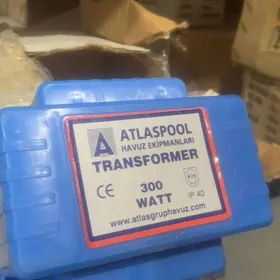 ATLASPOOL
HAVUZ EKİPMANLARI
TRANSFORMER
CE 300 WATT IP 40
www.atlasgruphavuz.com